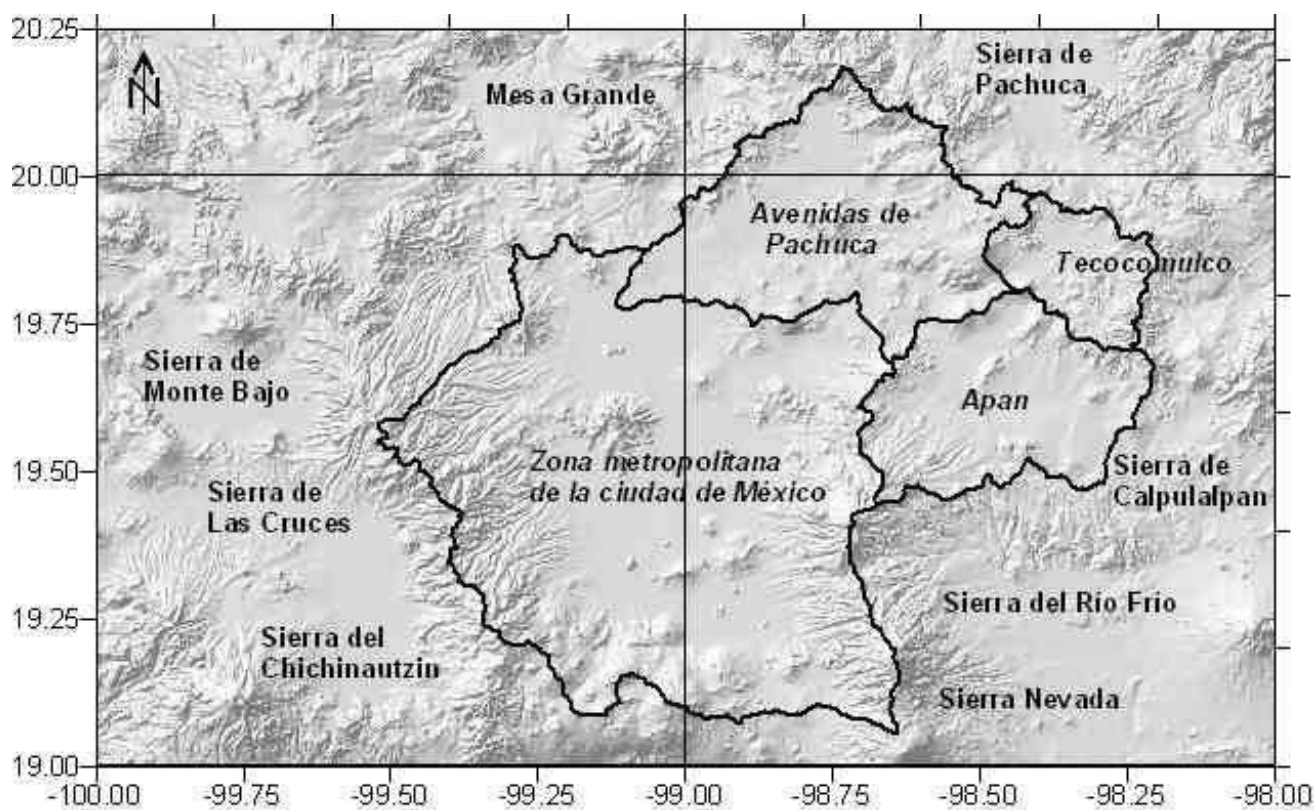 20.25
Sierra de
Pachuca
N
Mesa Grande
20.00
Avenidas de
Pachuca
Tecocomulco
19.75
Sierra de
Monte Bajo
Apan
19.50
Zona metropolitana
de la ciudad de México
Sierra de
Calpulalpan
Sierra de
Las Cruces
19.25
Sierra del Río Frío
Sierra del
Chichinautzin
Sierra Nevada
19.00
-100.00 -99.75 -99.50 -99.25 -99.00 -98.75 -98.50 -98.25 -98.00